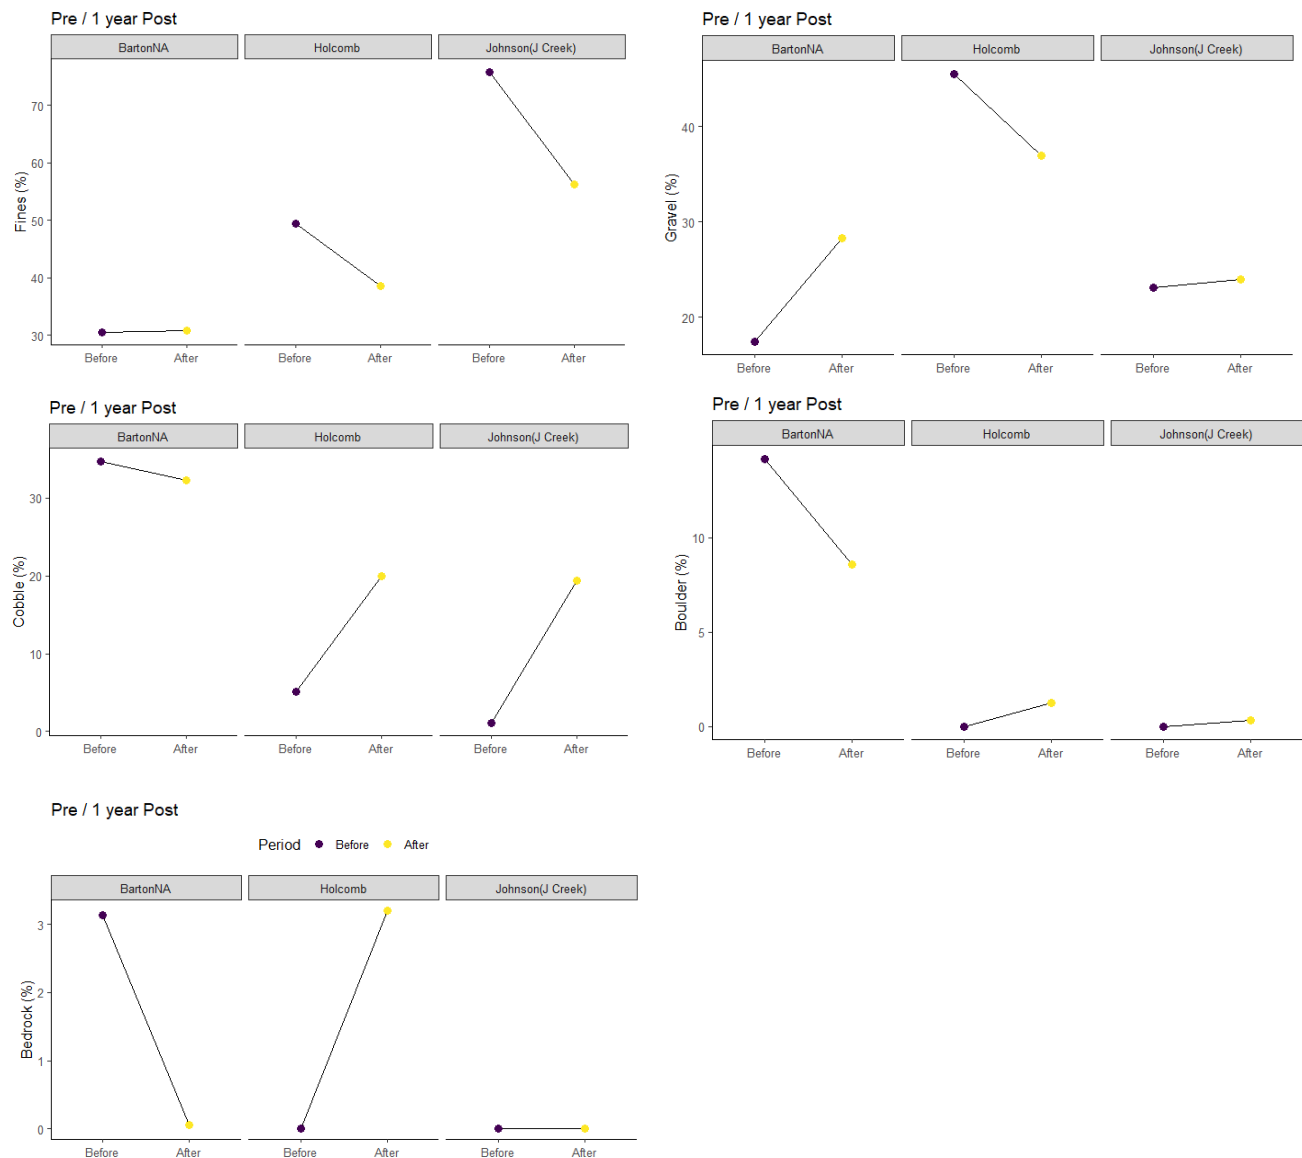 Pre / 1 year Post
BartonNA Holcomb Johnson(J Creek)
Fines (%)
70
60
50
40
30
Before After Before After Before After
Pre / 1 year Post
BartonNA Holcomb Johnson(J Creek)
Gravel (%)
40
30
20
Before After Before After Before After
Pre / 1 year Post
BartonNA Holcomb Johnson(J Creek)
Cobble (%)
30
20
10
0
Before After Before After Before After
Pre / 1 year Post
BartonNA Holcomb Johnson(J Creek)
Boulder (%)
10
5
0
Before After Before After Before After
Pre / 1 year Post
Period Before After
BartonNA Holcomb Johnson(J Creek)
Bedrock (%)
3
2
1
0
Before After Before After Before After